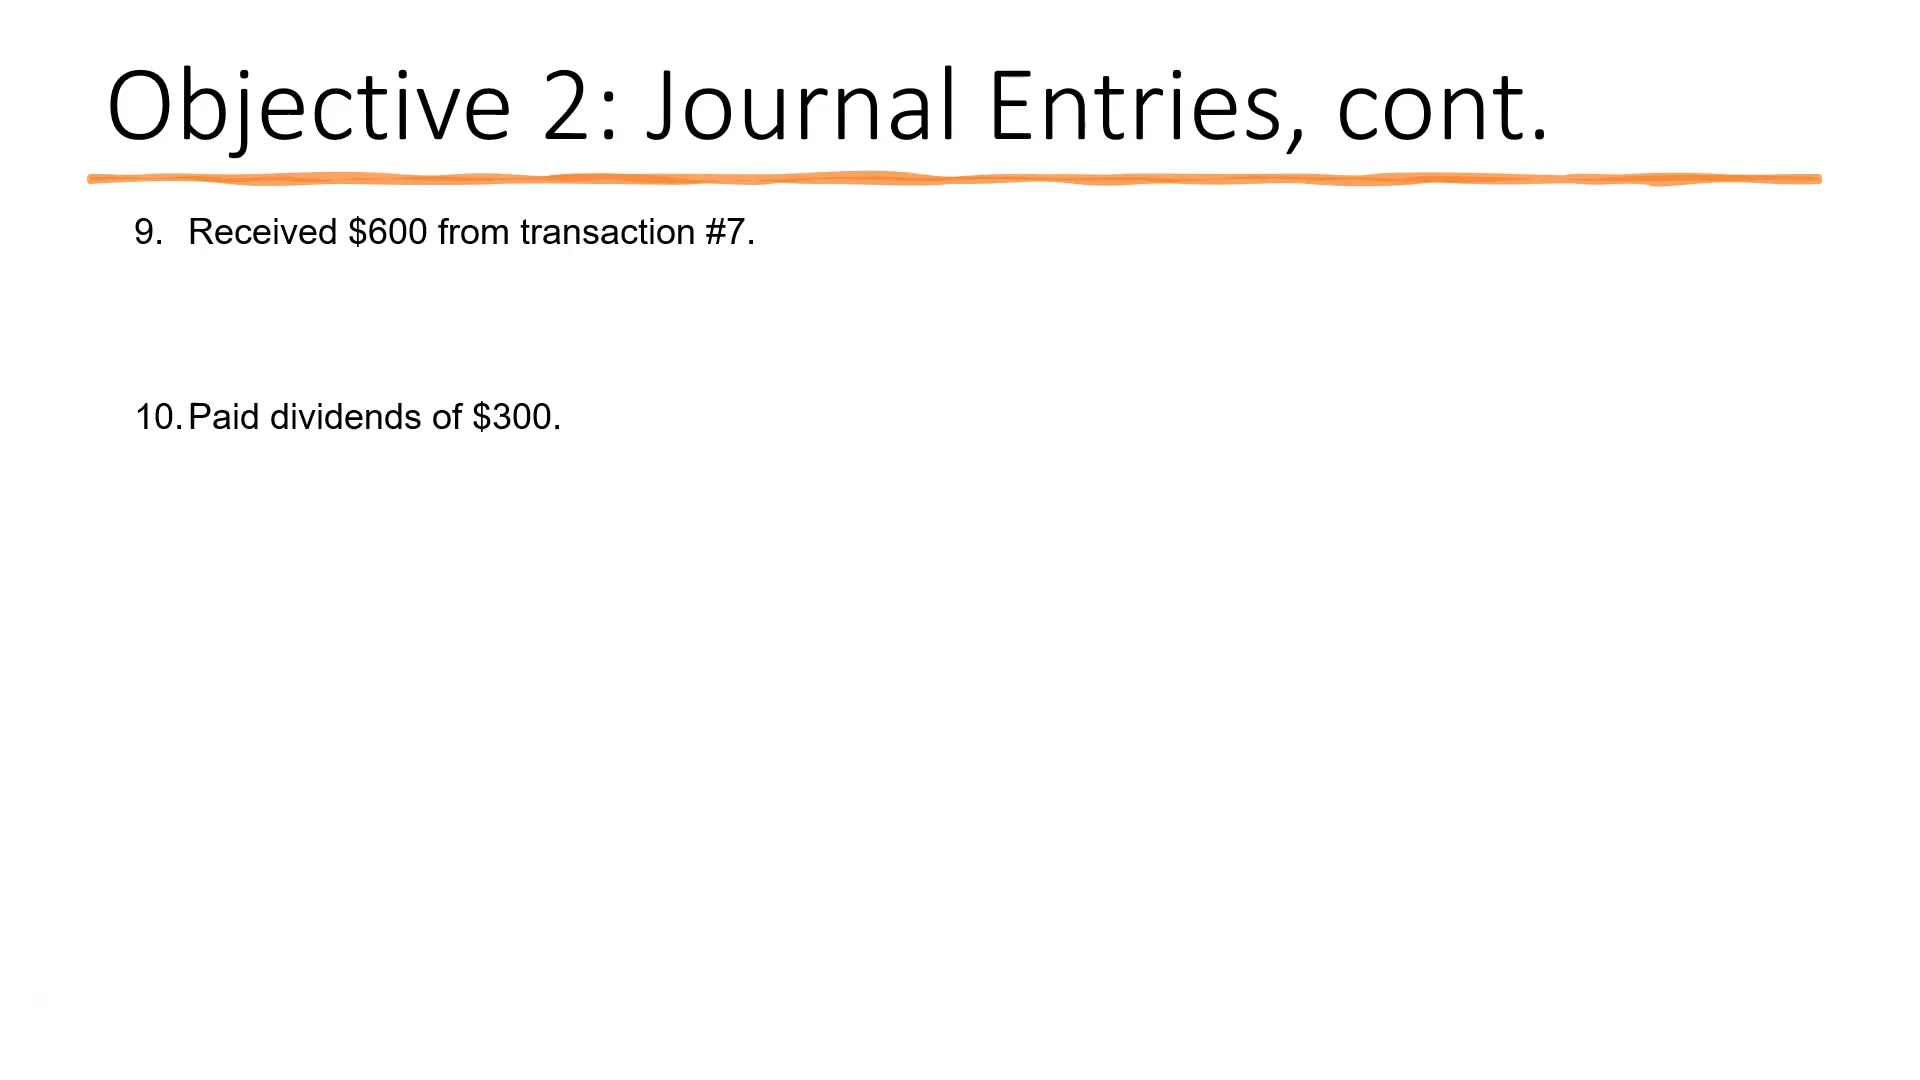 Objective 2: Journal Entries, cont.
9. Received $600 from transaction #7.
10. Paid dividends of $300.